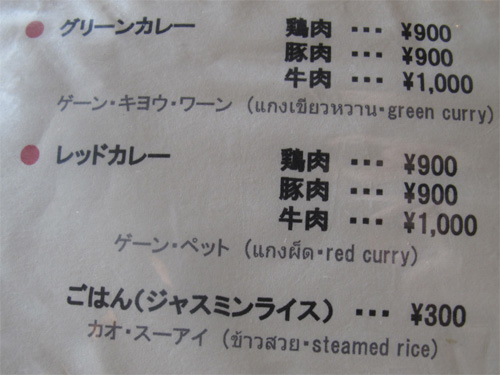 ● グリーンカレー 鶏肉 ･･･ ¥900
豚肉 ･･･ ¥900
牛肉 ･･･ ¥1,000
ゲーン・キヨウ・ワーン (แกงเขียวหวาน・green curry)
● レッドカレー 鶏肉 ･･･ ¥900
豚肉 ･･･ ¥900
牛肉 ･･･ ¥1,000
ゲーン・ペット (แกงผ็ด・red curry)
ごはん(ジャスミンライス) ･･･ ¥300
カオ・スーアイ (ข้าวสวย・steamed rice)